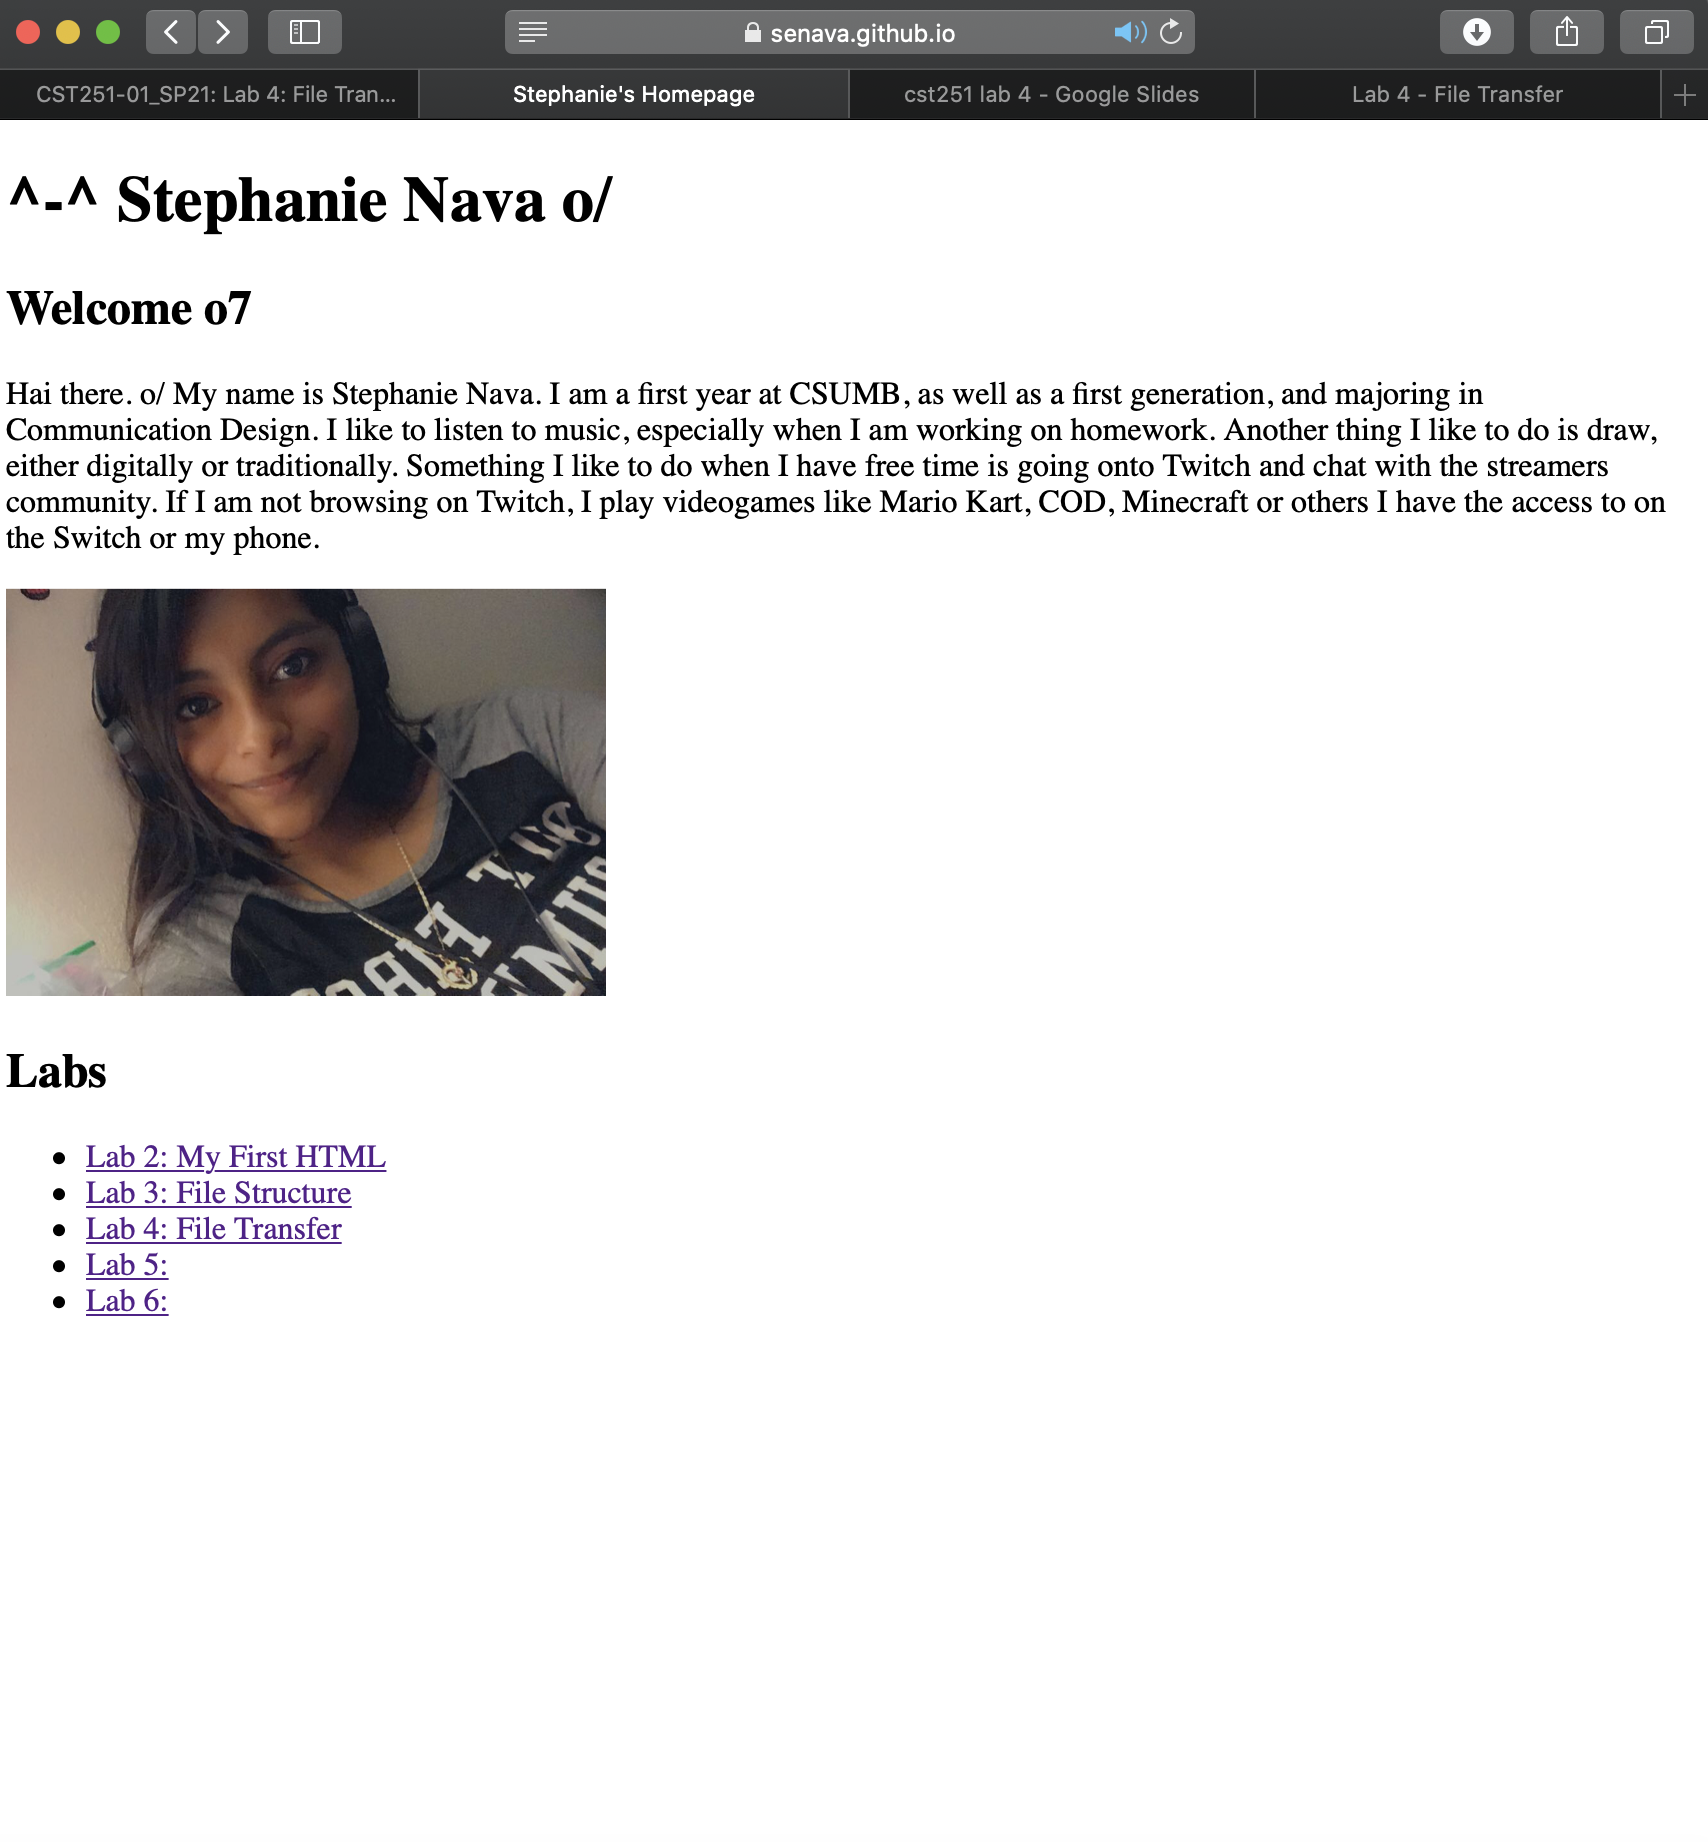 senava.github.io
CST251-01_SP21: Lab 4: File Tran...
Stephanie's Homepage
cst251 lab 4 - Google Slides
Lab 4 - File Transfer
^-^ Stephanie Nava o/
Welcome o7
Hai there. o/ My name is Stephanie Nava. I am a first year at CSUMB, as well as a first generation, and majoring in
Communication Design. I like to listen to music, especially when I am working on homework. Another thing I like to do is draw,
either digitally or traditionally. Something I like to do when I have free time is going onto Twitch and chat with the streamers
community. If I am not browsing on Twitch, I play videogames like Mario Kart, COD, Minecraft or others I have the access to on
the Switch or my phone.
Labs
Lab 2: My First HTML
Lab 3: File Structure
Lab 4: File Transfer
Lab 5:
Lab 6: